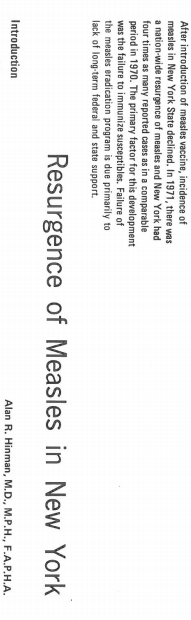 After introduction of measles vaccine, incidence of
measles in New York State declined. In 1971, there was
a nation-wide resurgence of measles and New York had
four times as many reported cases as in a comparable
period in 1970. The primary factor for this development
was the failure to immunize susceptibles. Failure of
the measles eradication program is due primarily to
lack of long-term federal and state support.
Resurgence of Measles in New York
Alan R. Hinman, M.D., M.P.H., F.A.P.H.A.
Introduction